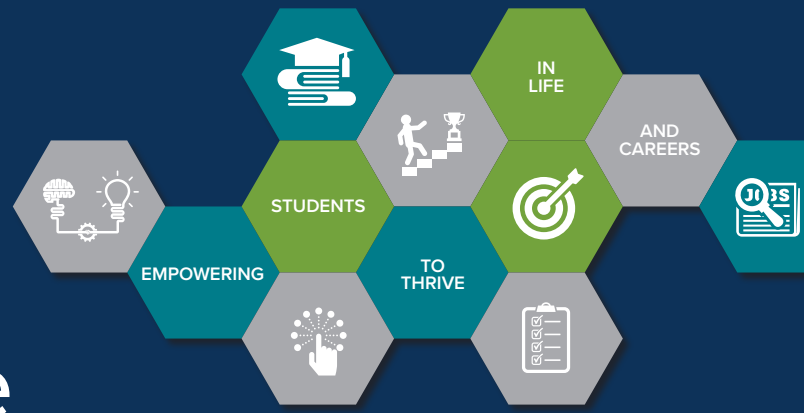 EMPOWERING
STUDENTS
TO
THRIVE
IN
LIFE
AND
CAREERS
JOBS
e